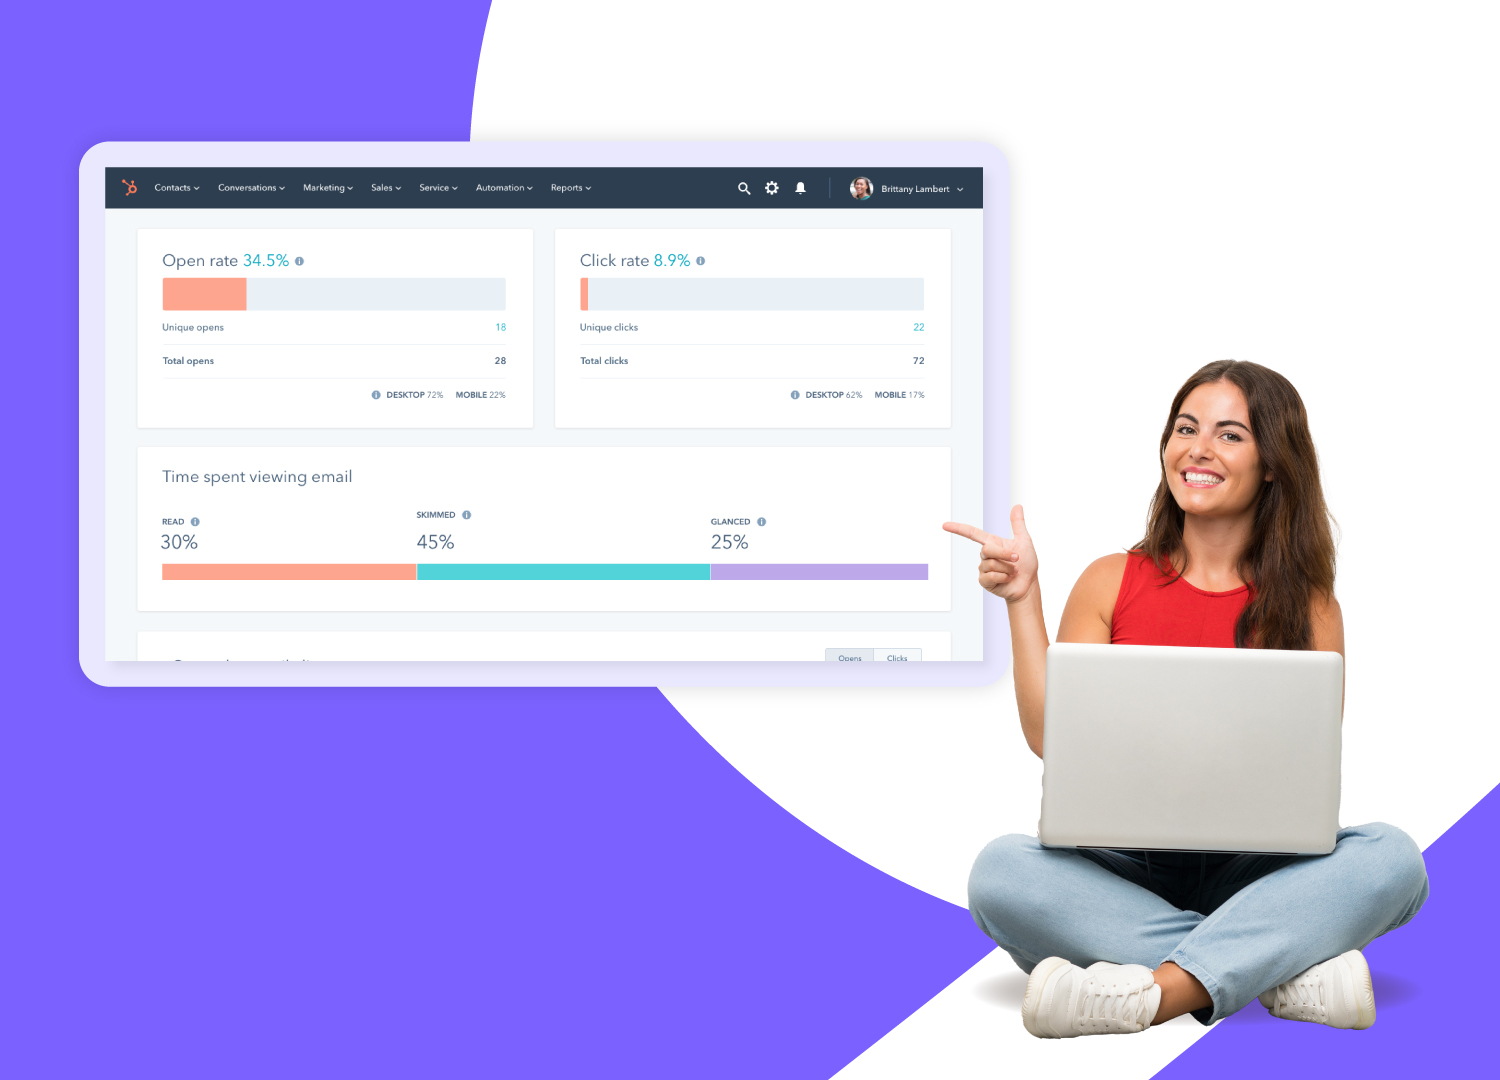 Contacts Conversations Marketing Sales Service Automation Reports Brittany Lambert
Open rate 34.5%
Unique opens 18
Total opens 28
DESKTOP 72% MOBILE 22%
Click rate 8.9%
Unique clicks 22
Total clicks 72
DESKTOP 62% MOBILE 17%
Time spent viewing email
READ
30%
SKIMMED
45%
GLANCED
25%
Opens Clicks